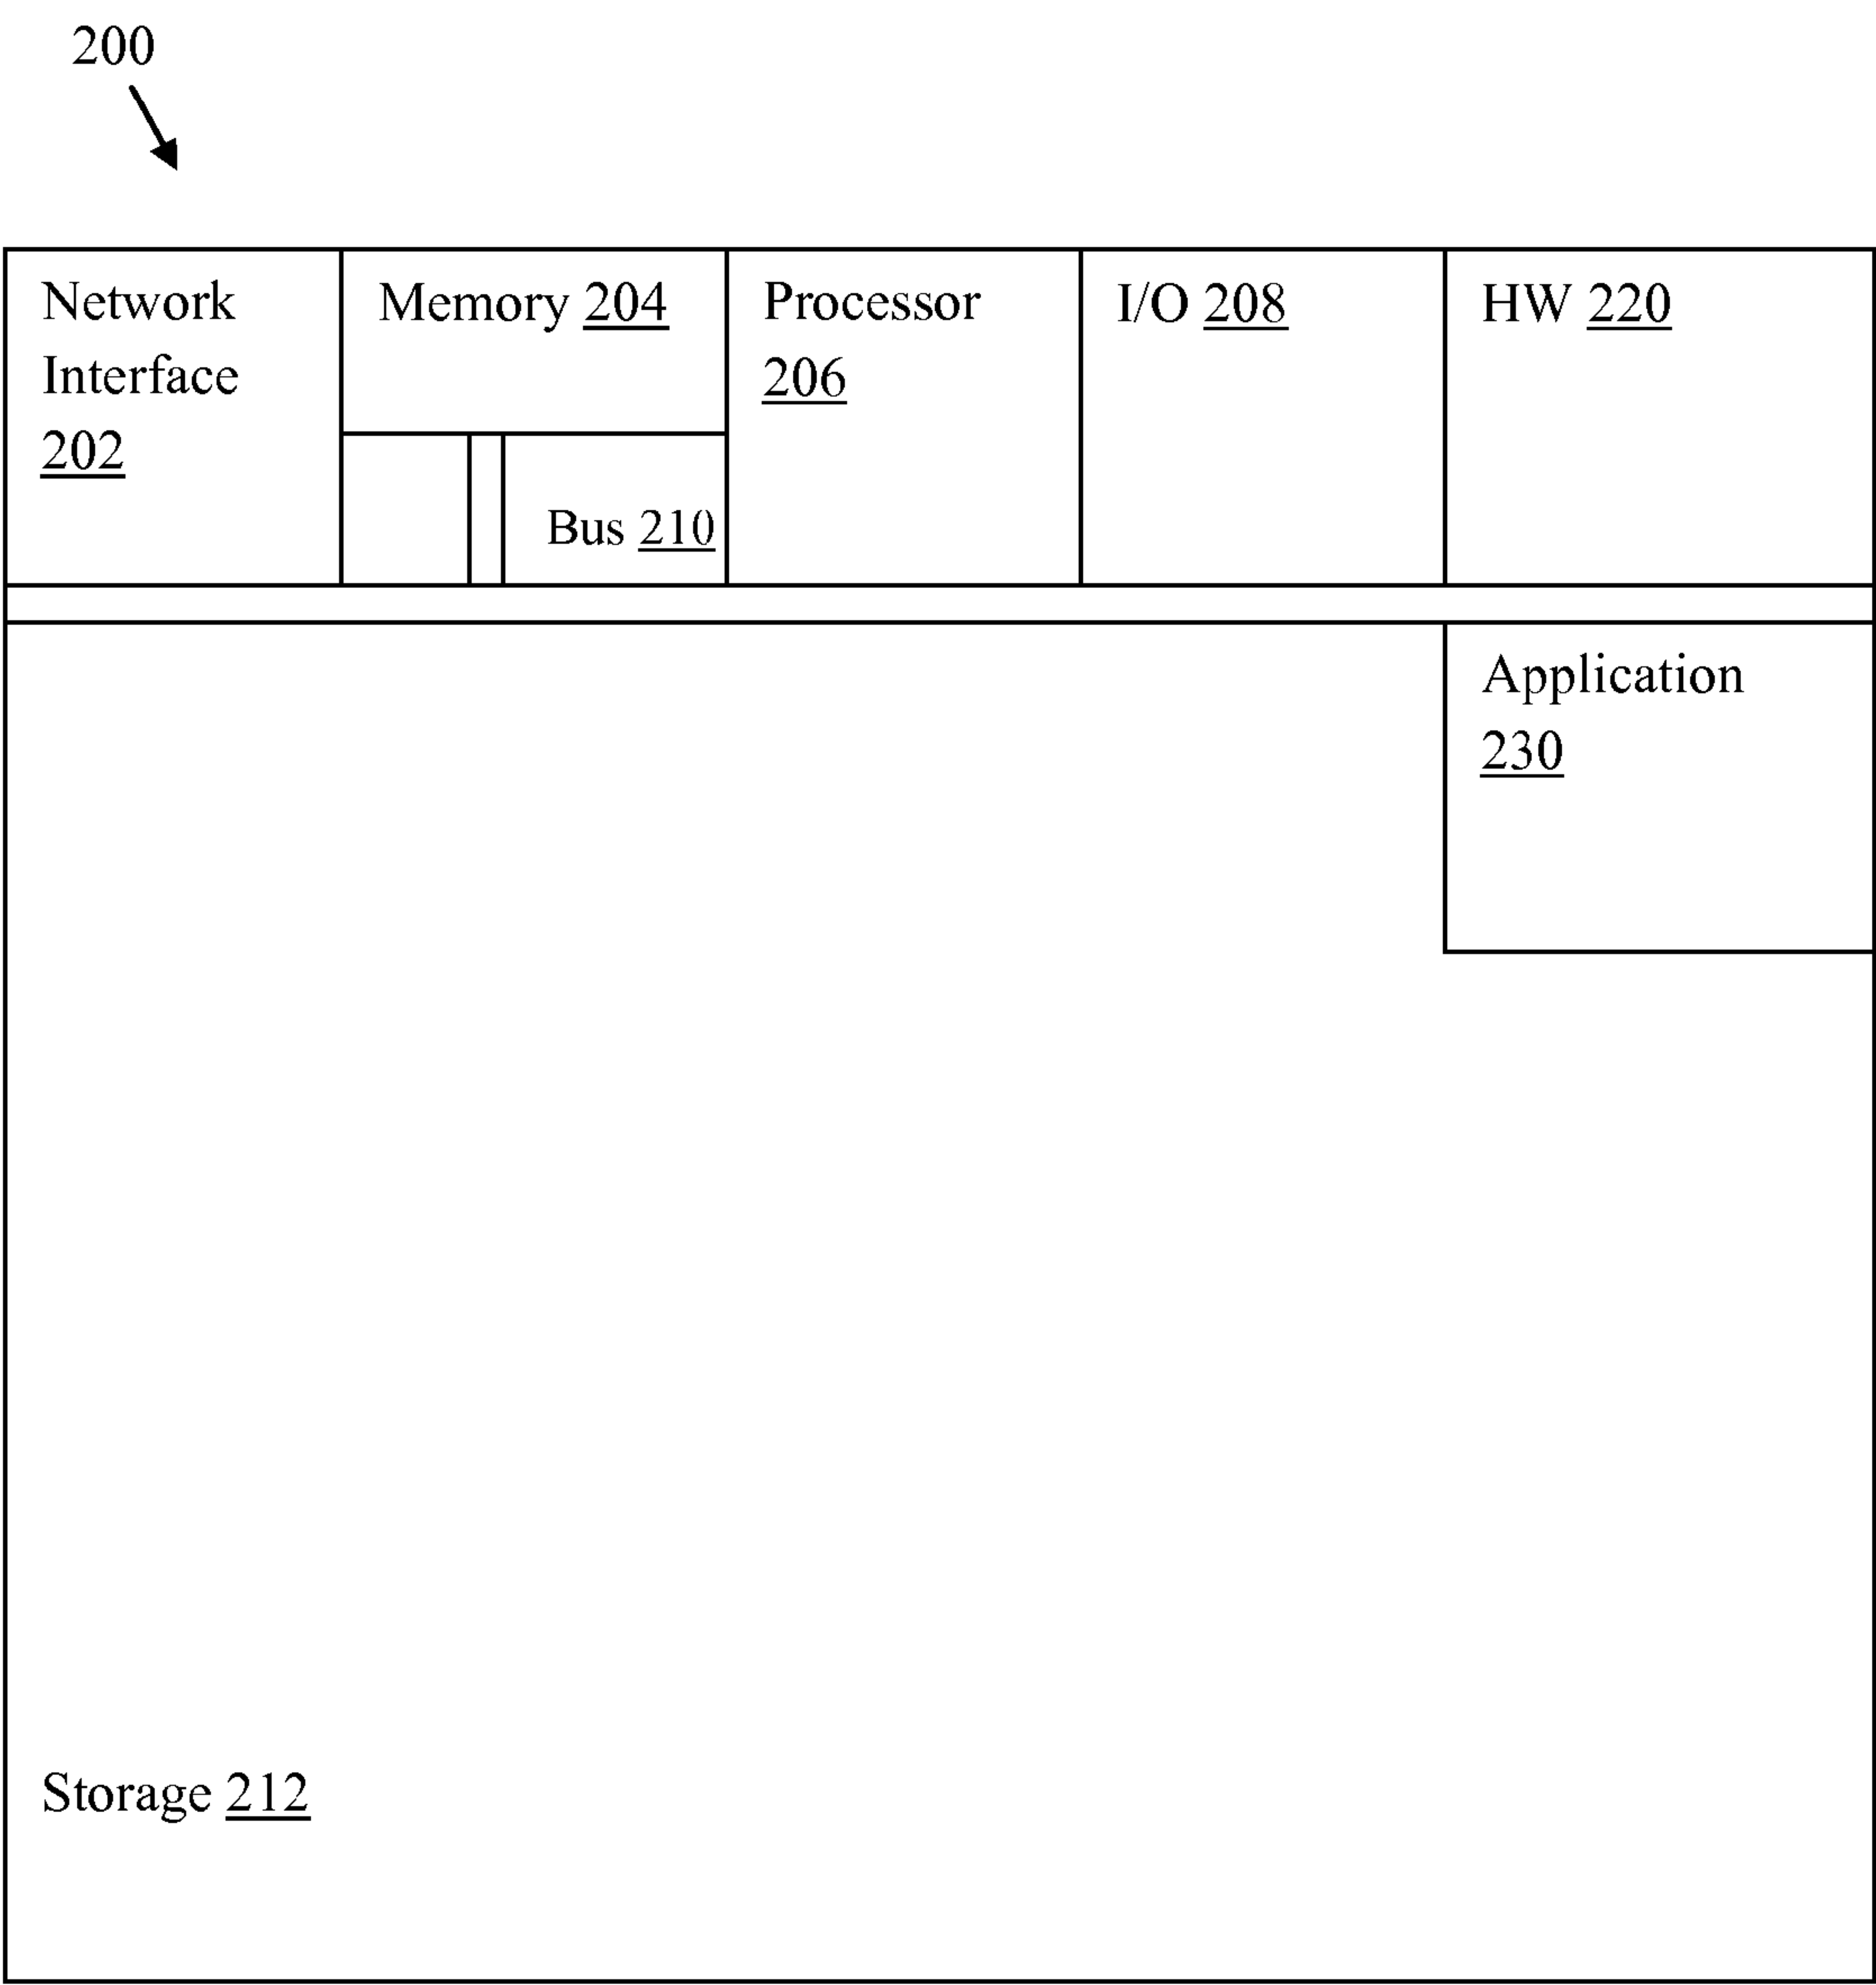 200
Network
Interface
202
Memory 204
Bus 210
Processor
206
I/O 208
HW 220
Application
230
Storage 212